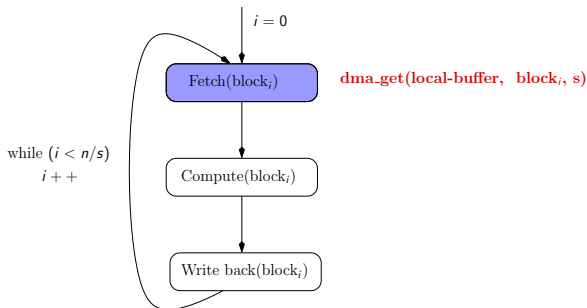 i = 0
Fetch(block_i)
dma_get(local-buffer, block_i, s)
while (i < n/s)
i + +
Compute(block_i)
Write back(block_i)